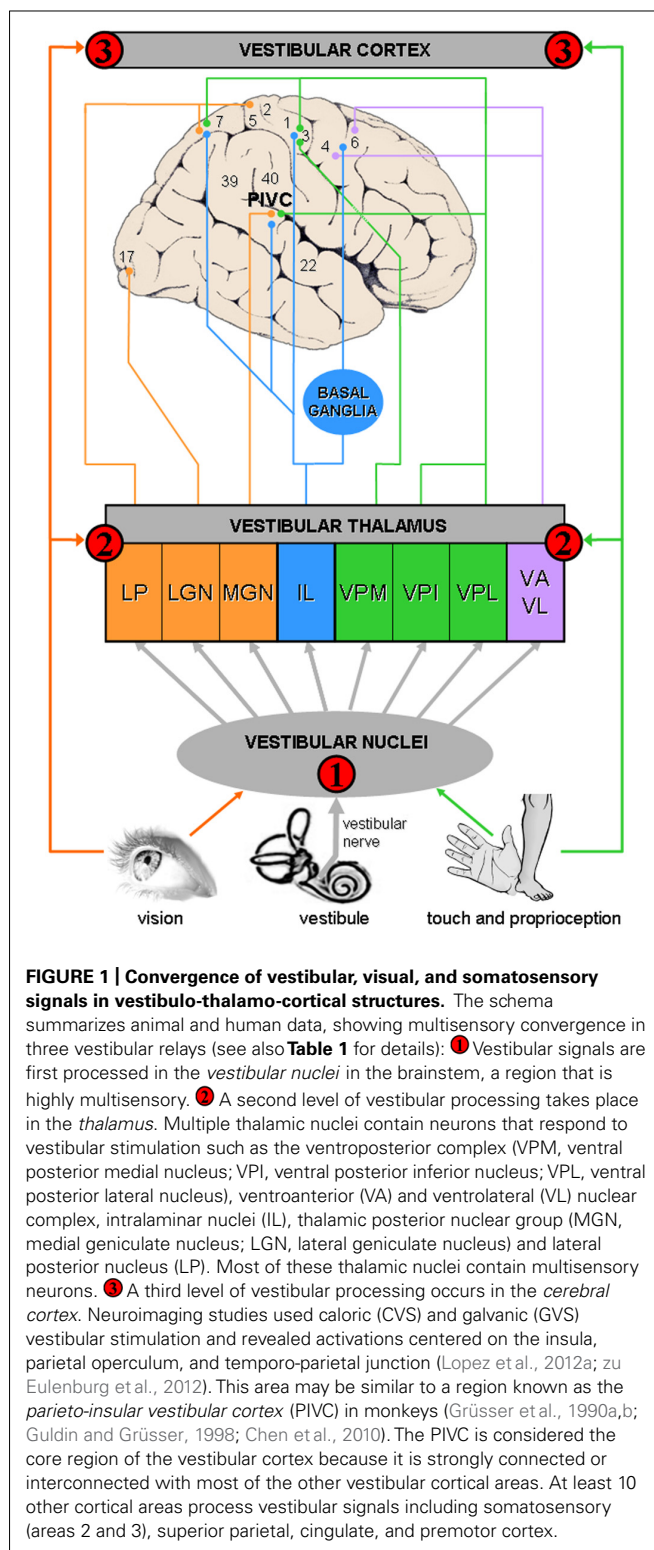 3 VESTIBULAR CORTEX 3
2
7 5 1 3 6
4
39 40
PIVC
17
22
BASAL
GANGLIA
2 VESTIBULAR THALAMUS 2
LP LGN MGN IL VPM VPI VPL VA
VL
VESTIBULAR NUCLEI
1
vestibular
nerve
vision vestibule touch and proprioception
FIGURE 1 | Convergence of vestibular, visual, and somatosensory
signals in vestibulo-thalamo-cortical structures. The schema
summarizes animal and human data, showing multisensory convergence in
three vestibular relays (see also Table 1 for details): 1 Vestibular signals are
first processed in the vestibular nuclei in the brainstem, a region that is
highly multisensory. 2 A second level of vestibular processing takes place
in the thalamus. Multiple thalamic nuclei contain neurons that respond to
vestibular stimulation such as the ventroposterior complex (VPM, ventral
posterior medial nucleus; VPI, ventral posterior inferior nucleus; VPL, ventral
posterior lateral nucleus), ventroanterior (VA) and ventrolateral (VL) nuclear
complex, intralaminar nuclei (IL), thalamic posterior nuclear group (MGN,
medial geniculate nucleus; LGN, lateral geniculate nucleus) and lateral
posterior nucleus (LP). Most of these thalamic nuclei contain multisensory
neurons. 3 A third level of vestibular processing occurs in the cerebral
cortex. Neuroimaging studies used caloric (CVS) and galvanic (GVS)
vestibular stimulation and revealed activations centered on the insula,
parietal operculum, and temporo-parietal junction (Lopez et al., 2012a; zu
Eulenburg et al., 2012). This area may be similar to a region known as the
parieto-insular vestibular cortex (PIVC) in monkeys (Grüsser et al., 1990a,b;
Guldin and Grüsser, 1998; Chen et al., 2010). The PIVC is considered the
core region of the vestibular cortex because it is strongly connected or
interconnected with most of the other vestibular cortical areas. At least 10
other cortical areas process vestibular signals including somatosensory
(areas 2 and 3), superior parietal, cingulate, and premotor cortex.